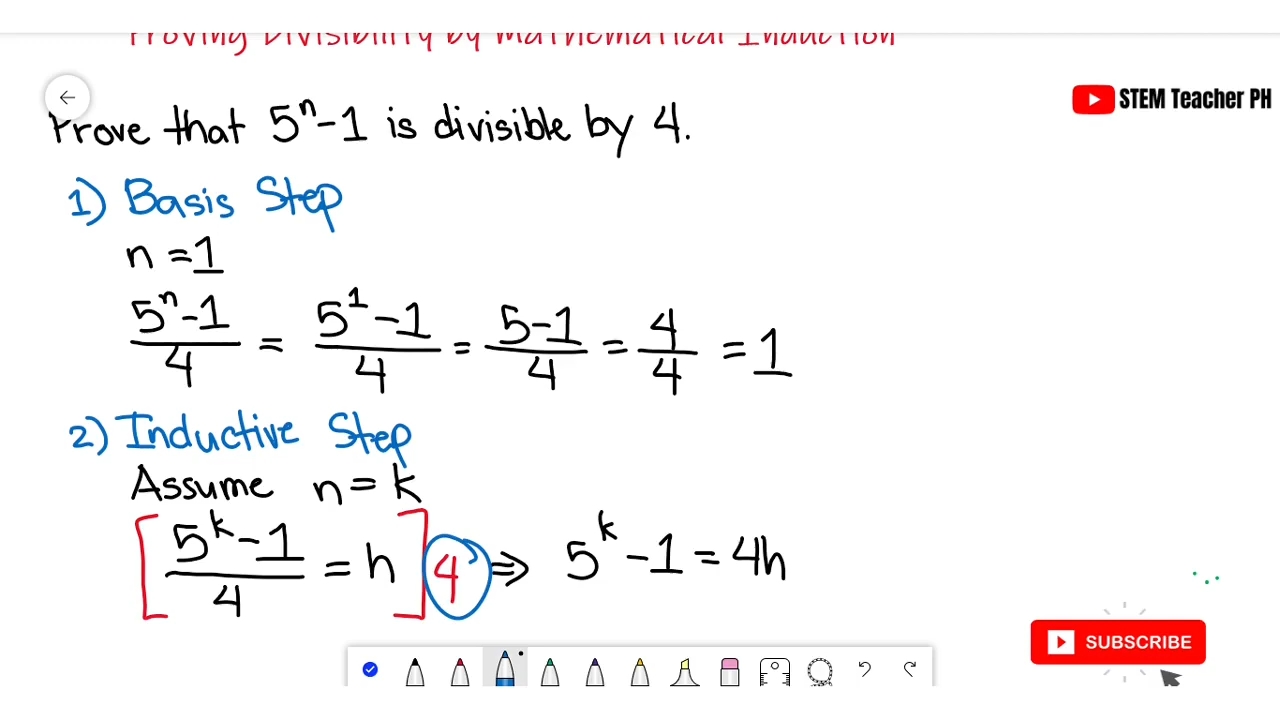 Proving Divisibility by Mathematical Induction
STEM Teacher PH
Prove that 5ⁿ-1 is divisible by 4.
1) Basis Step
n = 1
(5ⁿ-1)/4 = (5¹-1)/4 = (5-1)/4 = 4/4 = 1
2) Inductive Step
Assume n = k
[(5ᵏ-1)/4 = h] 4 ⇒ 5ᵏ-1 = 4h
SUBSCRIBE